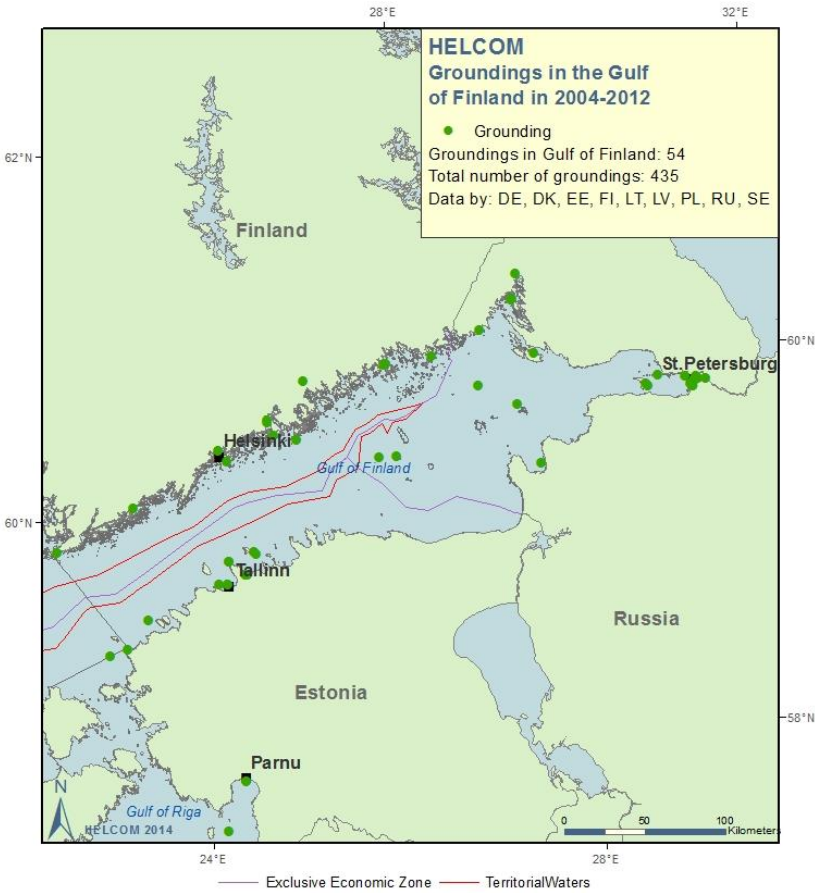 28°E
32°E
HELCOM
Groundings in the Gulf
of Finland in 2004-2012
Grounding
Groundings in Gulf of Finland: 54
Total number of groundings: 435
Data by: DE, DK, EE, FI, LT, LV, PL, RU, SE
62°N
Finland
60°N
St.Petersburg
Helsinki
Gulf of Finland
60°N
Tallinn
Russia
Estonia
58°N
Parnu
N
Gulf of Riga
HELCOM 2014
0 50 100
Kilometers
24°E
28°E
Exclusive Economic Zone
TerritorialWaters